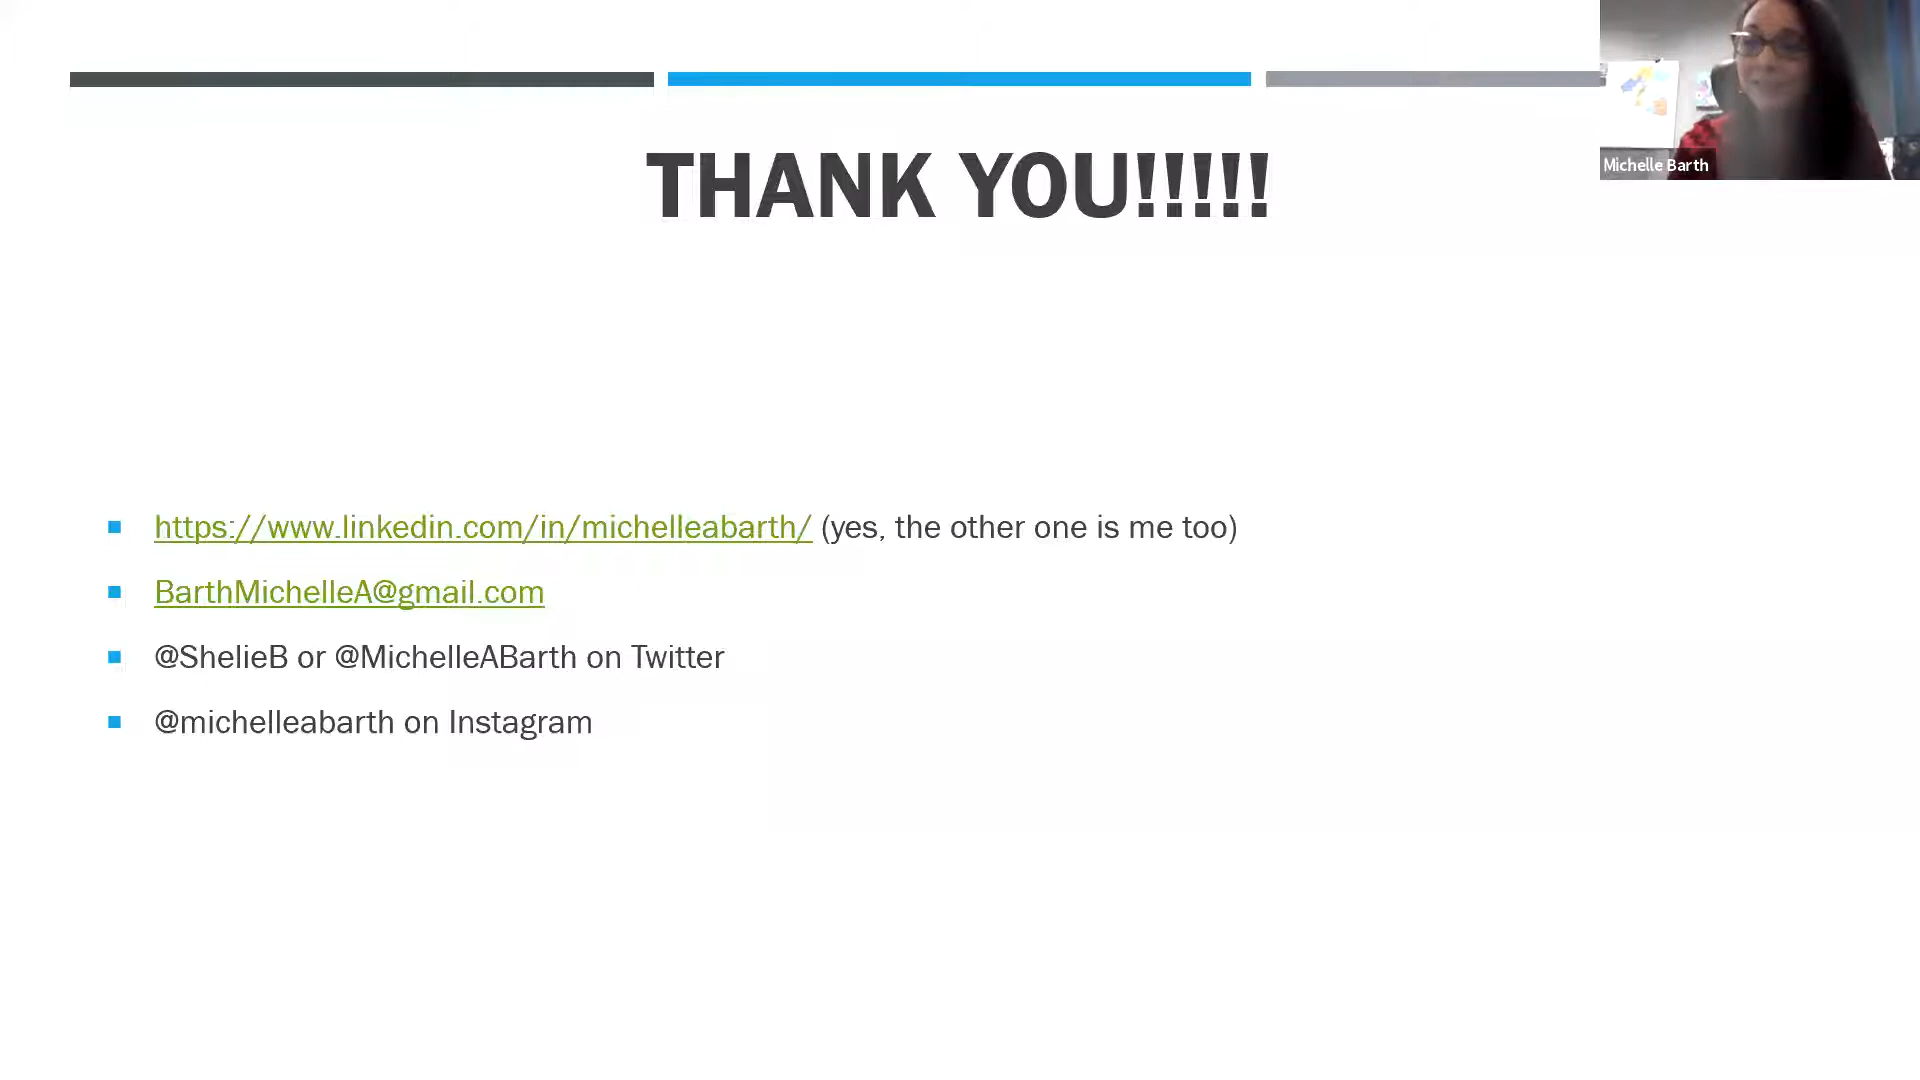 Michelle Barth
THANK YOU!!!!!
https://www.linkedin.com/in/michelleabarth/ (yes, the other one is me too)
BarthMichelleA@gmail.com
@ShelieB or @MichelleABarth on Twitter
@michelleabarth on Instagram